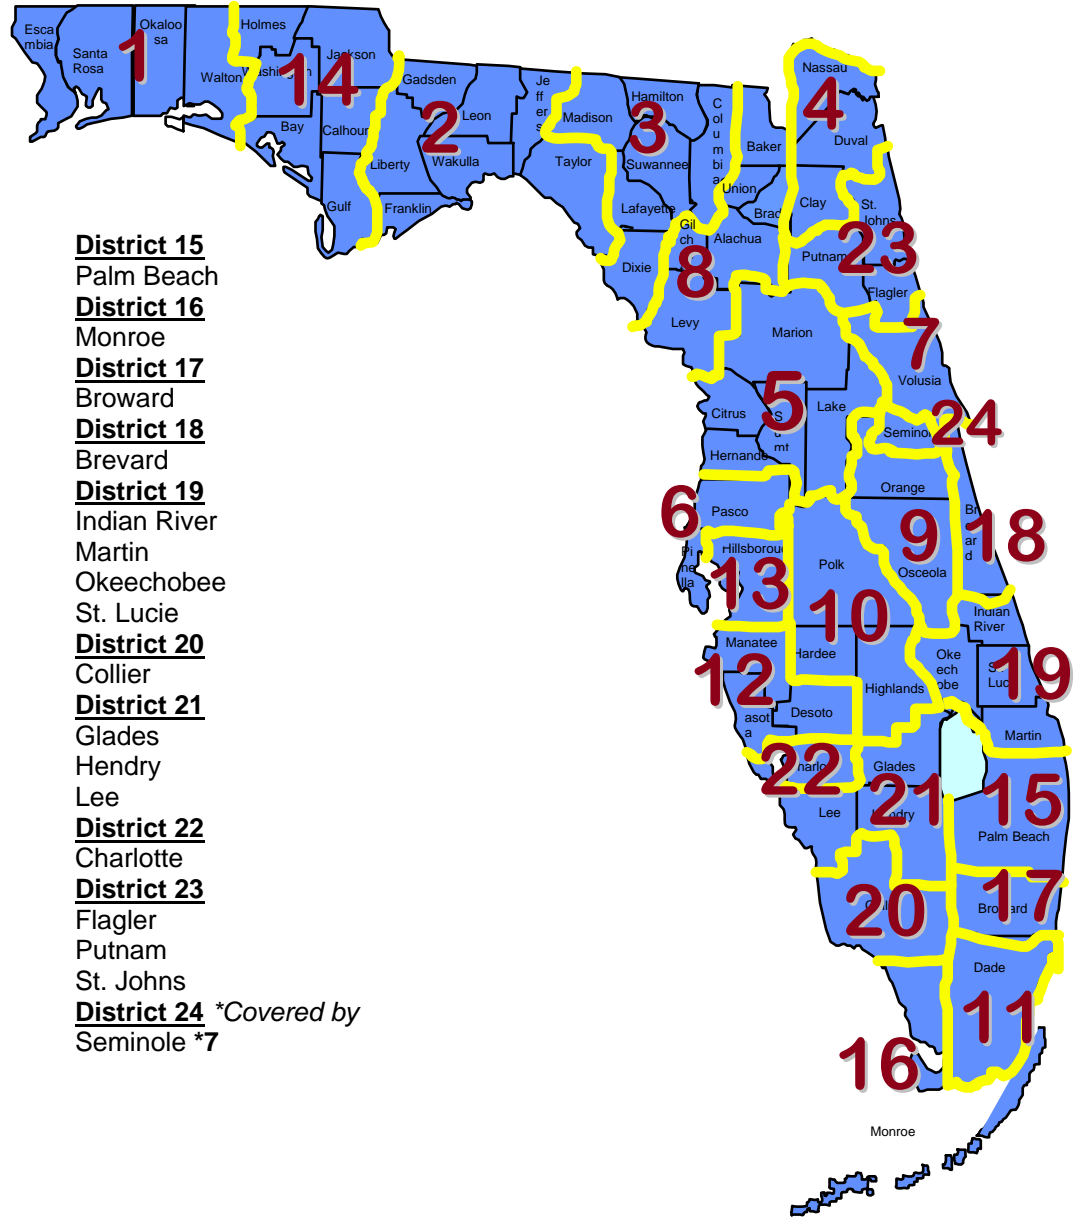 Esca
mbia
Santa
Rosa
Okaloo
sa
1
Holmes
Walton
Washington
14
Jackson
Bay
Calhoun
Gulf
Gadsden
2
Leon
Liberty
Wakulla
Franklin
Je
ff
er
s
Madison
Taylor
Hamilton
3
Suwannee
Lafayette
C
o
l
u
m
bi
a
Dixie
Gil
ch
8
Levy
Baker
Union
Brad
Alachua
Nassau
4
Duval
Clay
St.
Johns
23
Putnam
Flagler
7
Volusia
Marion
5
Citrus
S
u
mt
Lake
Hernando
24
Seminole
Orange
6
Pasco
Pi
ne
lla
Hillsborough
13
Polk
10
9
Osceola
Br
ar
d
18
Indian
River
Manatee
12
Hardee
Highlands
Oke
ech
obe
St.
Luc
19
asot
a
Desoto
Martin
22
Charlo
Glades
21
Hendry
Lee
15
Palm Beach
20
17
Broward
Dade
11
16
Monroe
District 15
Palm Beach
District 16
Monroe
District 17
Broward
District 18
Brevard
District 19
Indian River
Martin
Okeechobee
St. Lucie
District 20
Collier
District 21
Glades
Hendry
Lee
District 22
Charlotte
District 23
Flagler
Putnam
St. Johns
District 24 *Covered by
Seminole *7